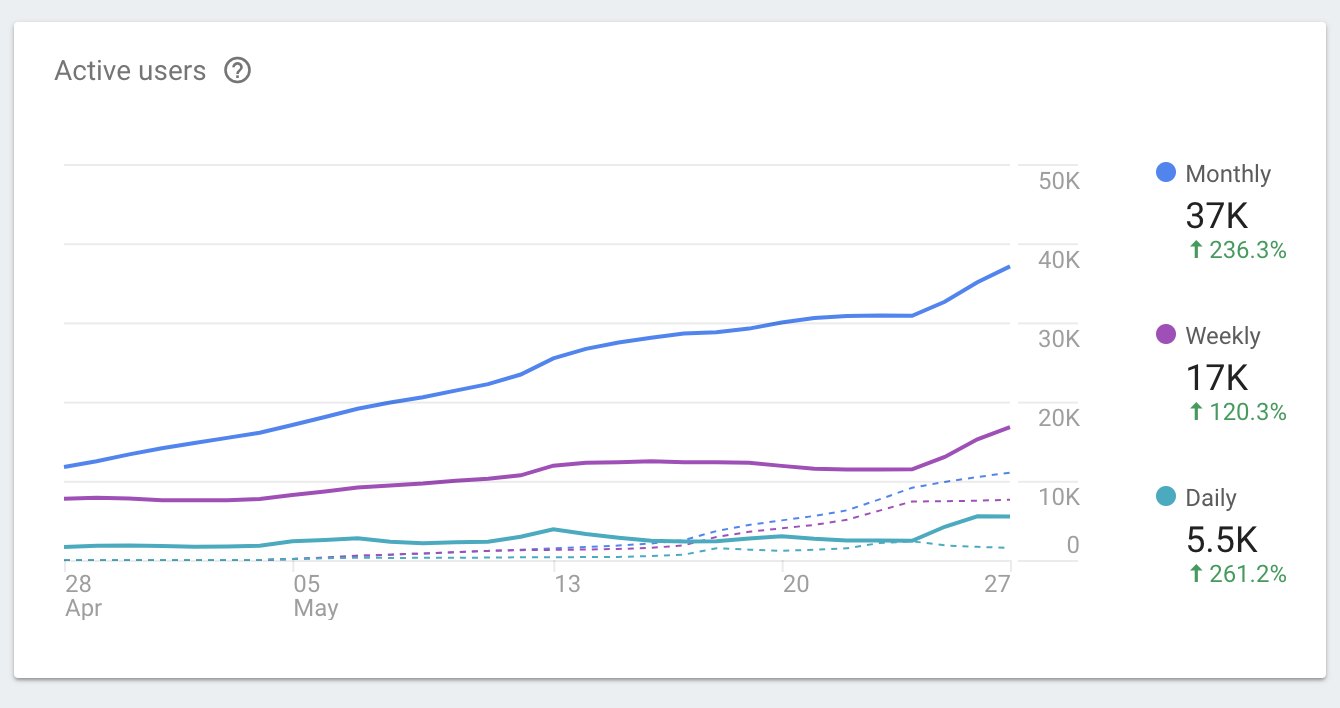 Active users ?
50K
40K
30K
20K
10K
0
28 05 13 20 27
Apr May
Monthly
37K
↑ 236.3%
Weekly
17K
↑ 120.3%
Daily
5.5K
↑ 261.2%